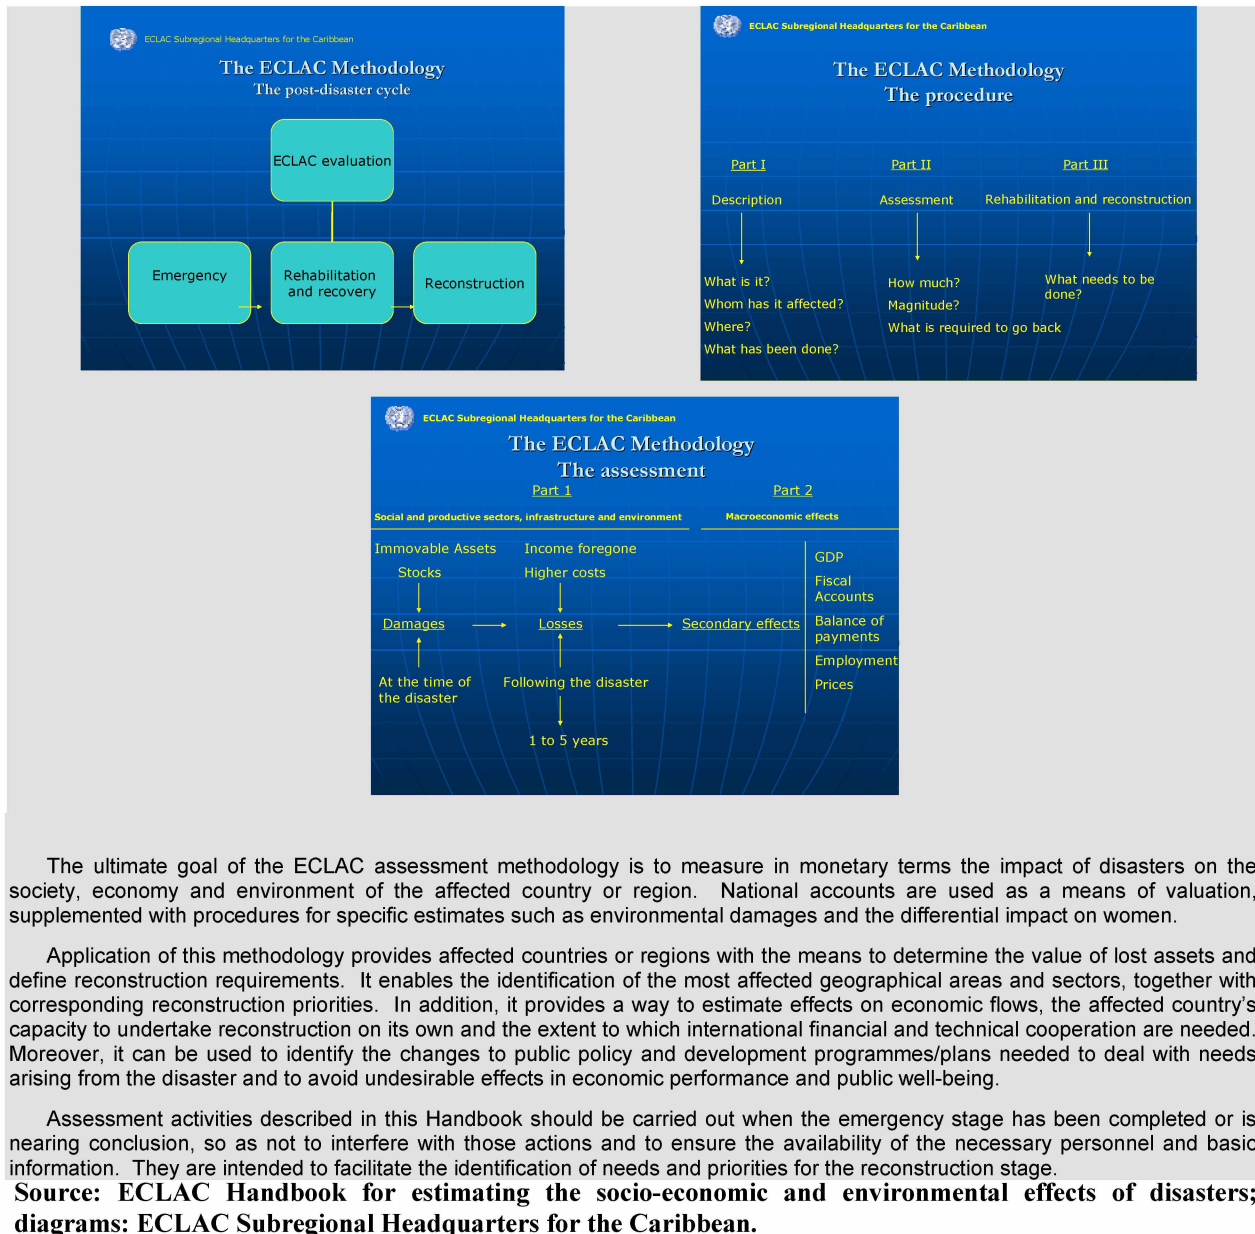 ECLAC Subregional Headquarters for the Caribbean
The ECLAC Methodology
The post-disaster cycle
ECLAC evaluation
Emergency
Rehabilitation
and recovery
Reconstruction
ECLAC Subregional Headquarters for the Caribbean
The ECLAC Methodology
The procedure
Part I
Description
What is it?
Whom has it affected?
Where?
What has been done?
Part II
Assessment
How much?
Magnitude?
What is required to go back
Part III
Rehabilitation and reconstruction
What needs to be
done?
ECLAC Subregional Headquarters for the Caribbean
The ECLAC Methodology
The assessment
Part 1
Part 2
Social and productive sectors, infrastructure and environment
Macroeconomic effects
Immovable Assets
Stocks
Damages
At the time of
the disaster
Income foregone
Higher costs
Losses
Following the disaster
1 to 5 years
Secondary effects
GDP
Fiscal
Accounts
Balance of
payments
Employment
Prices
The ultimate goal of the ECLAC assessment methodology is to measure in monetary terms the impact of disasters on the
society, economy and environment of the affected country or region. National accounts are used as a means of valuation,
supplemented with procedures for specific estimates such as environmental damages and the differential impact on women.
Application of this methodology provides affected countries or regions with the means to determine the value of lost assets and
define reconstruction requirements. It enables the identification of the most affected geographical areas and sectors, together with
corresponding reconstruction priorities. In addition, it provides a way to estimate effects on economic flows, the affected country's
capacity to undertake reconstruction on its own and the extent to which international financial and technical cooperation are needed.
Moreover, it can be used to identify the changes to public policy and development programmes/plans needed to deal with needs
arising from the disaster and to avoid undesirable effects in economic performance and public well-being.
Assessment activities described in this Handbook should be carried out when the emergency stage has been completed or is
nearing conclusion, so as not to interfere with those actions and to ensure the availability of the necessary personnel and basic
information. They are intended to facilitate the identification of needs and priorities for the reconstruction stage.
Source: ECLAC Handbook for estimating the socio-economic and environmental effects of disasters;
diagrams: ECLAC Subregional Headquarters for the Caribbean.